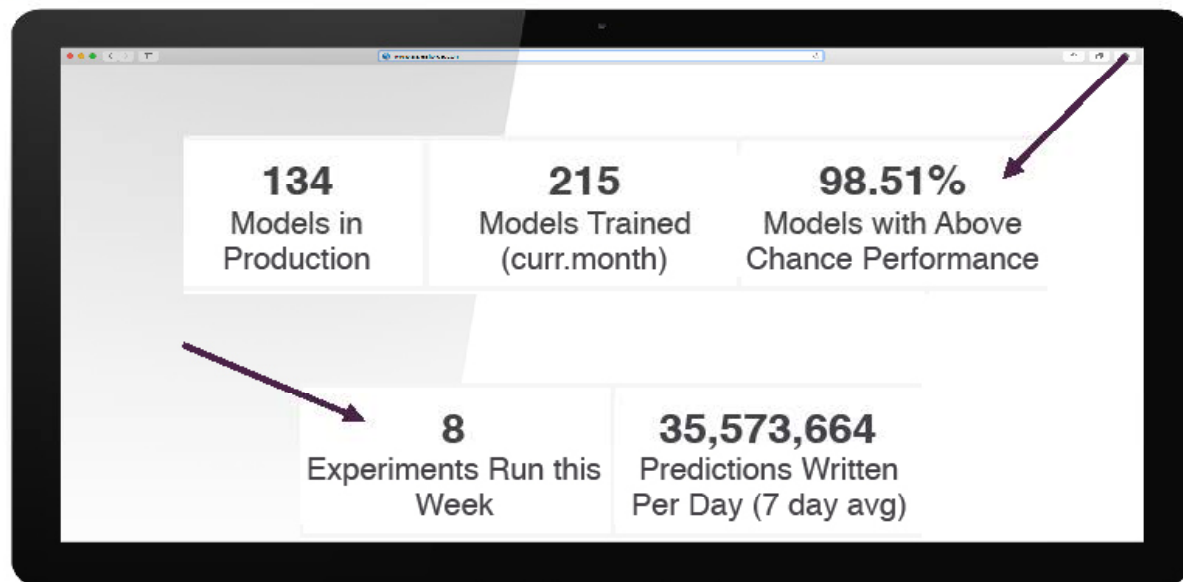 134
Models in
Production
215
Models Trained
(curr.month)
98.51%
Models with Above
Chance Performance
8
Experiments Run this
Week
35,573,664
Predictions Written
Per Day (7 day avg)